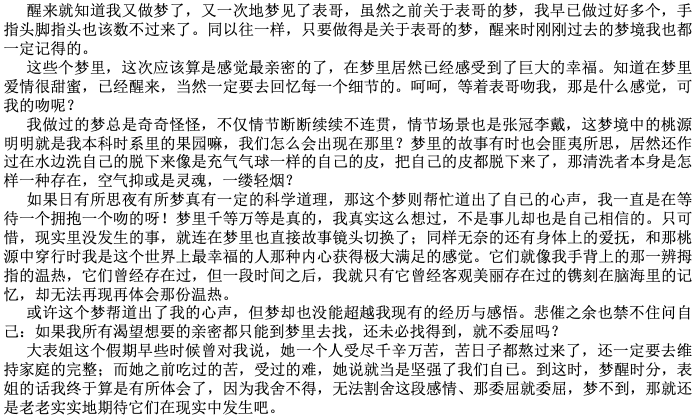 醒来就知道我又做梦了，又一次地梦见了表哥，虽然之前关于表哥的梦，我早已做过好多个，手
指头脚指头也该数不过来了。同以往一样，只要做得是关于表哥的梦，醒来时刚刚过去的梦境我也都
一定记得的。
这些个梦里，这次应该算是感觉最亲密的了，在梦里居然已经感受到了巨大的幸福。知道在梦里
爱情很甜蜜，已经醒来，当然一定要去回忆每一个细节的。呵呵，等着表哥吻我，那是什么感觉，可
我的吻呢？
我做过的梦总是奇奇怪怪，不仅情节断断续续不连贯，情节场景也是张冠李戴，这梦境中的桃源
明明就是我本科时系里的果园嘛，我们怎么会出现在那里？梦里的故事有时也会匪夷所思，居然还作
过在水边洗自己的脱下来像是充气气球一样的自己的皮，把自己的皮都脱下来了，那清洗者本身是怎
样一种存在，空气抑或是灵魂，一缕轻烟？
如果日有所思夜有所梦真有一定的科学道理，那这个梦则帮忙道出了自己的心声，我一直是在等
待一个拥抱一个吻的呀！梦里千等万等是真的，我真实这么想过，不是事儿却也是自己相信的。只可
惜，现实里没发生的事，就连在梦里也直接故事镜头切换了；同样无奈的还有身体上的爱抚，和那桃
源中穿行时我是这个世界上最幸福的人那种内心获得极大满足的感觉。它们就像我手背上的那一辨拇
指的温热，它们曾经存在过，但一段时间之后，我就只有它曾经客观美丽存在过的镌刻在脑海里的记
忆，却无法再现再体会那份温热。
或许这个梦帮道出了我的心声，但梦却也没能超越我现有的经历与感悟。悲催之余也禁不住问自
己：如果我所有渴望想要的亲密都只能到梦里去找，还未必找得到，就不委屈吗？
大表姐这个假期早些时候曾对我说，她一个人受尽千辛万苦，苦日子都熬过来了，还一定要去维
持家庭的完整；而她之前吃过的苦，受过的难，她说就当是坚强了我们自己。到这时，梦醒时分，表
姐的话我终于算是有所体会了，因为我舍不得，无法割舍这段感情、那委屈就委屈，梦不到，那就还
是老老实实地期待它们在现实中发生吧。